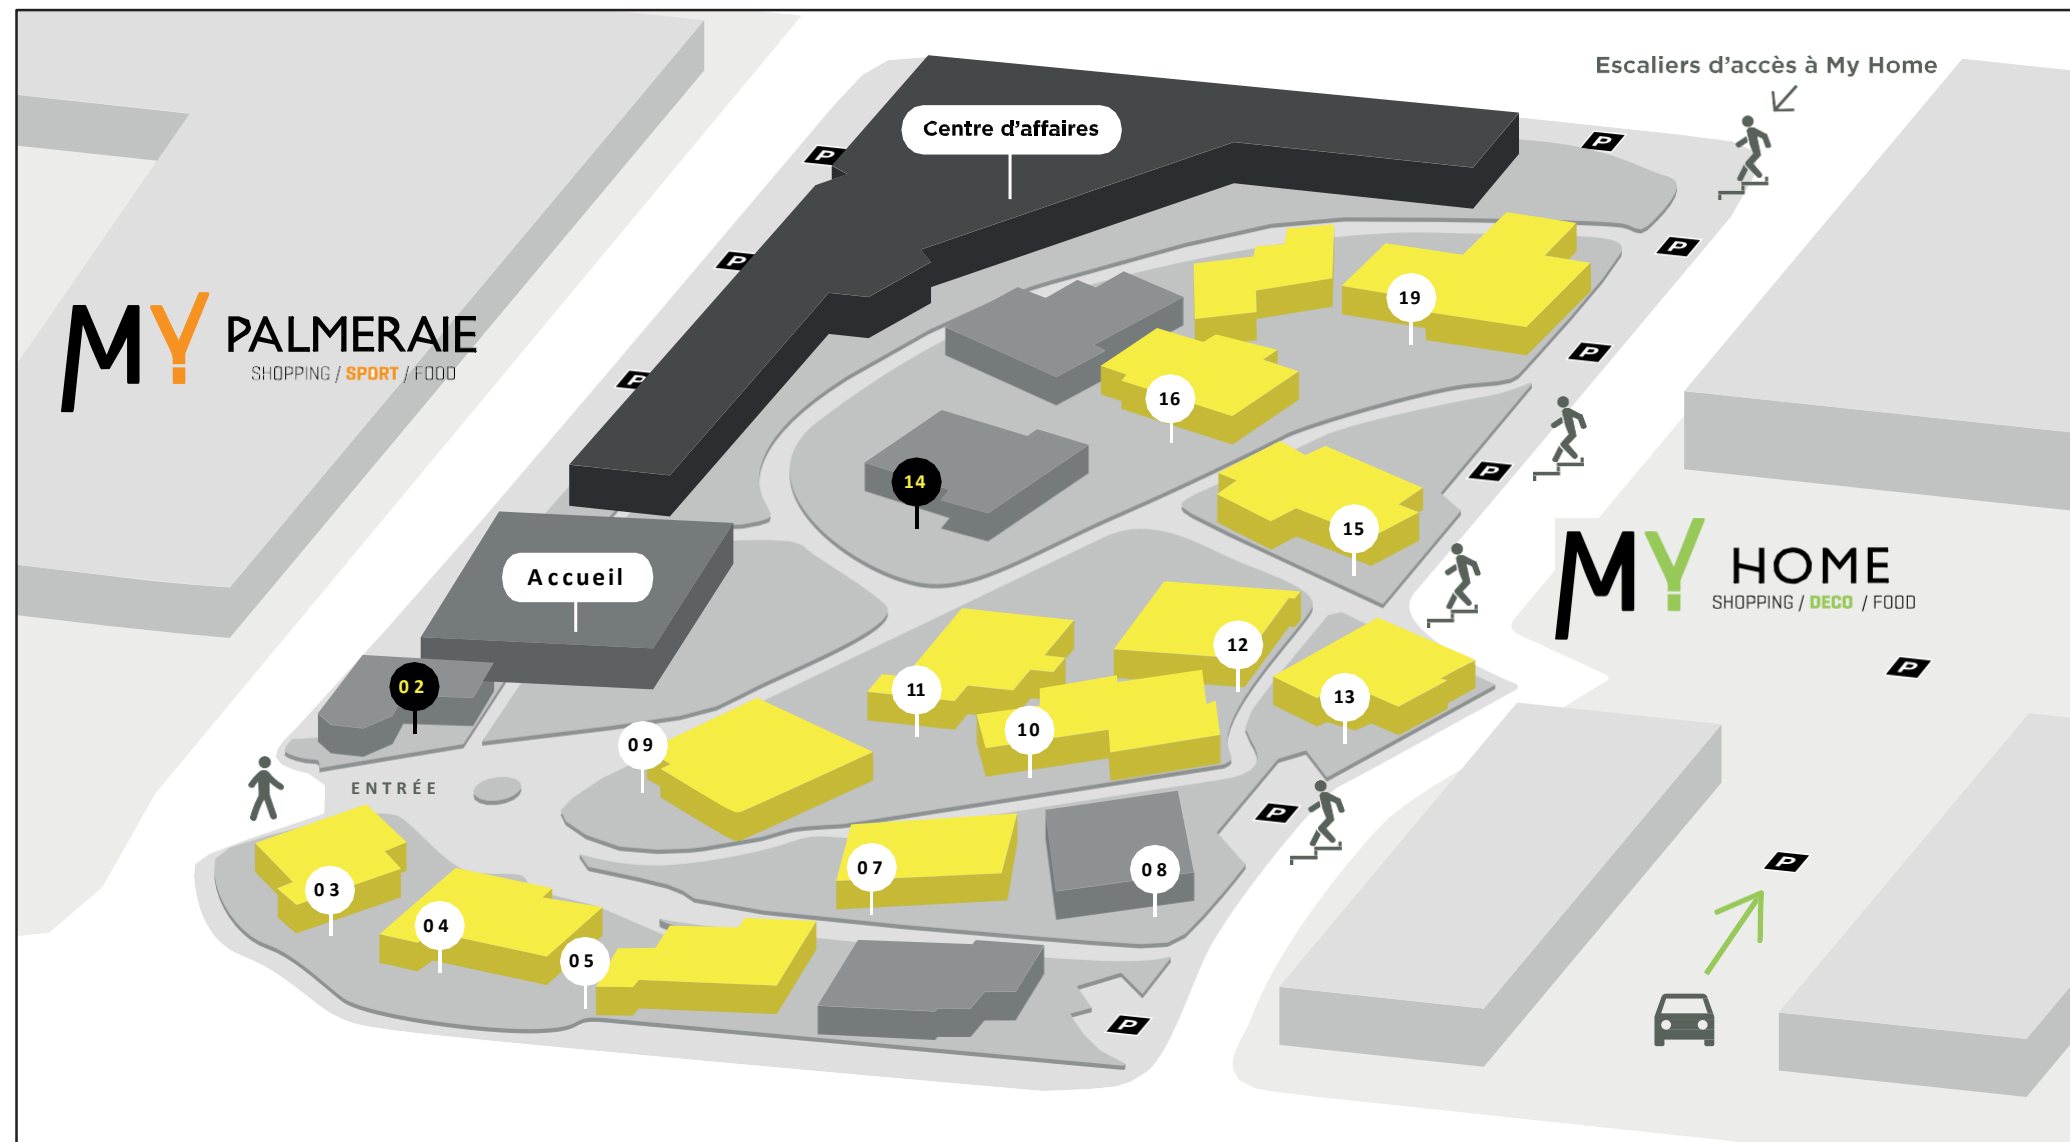 Escaliers d'accès à My Home
Centre d'affaires
P
P
P
P
P
P
19
MY PALMERAIE
SHOPPING / SPORT / FOOD
P
16
P
14
15
Accueil
MY HOME
SHOPPING / DECO / FOOD
02
12
P
11
13
10
09
ENTRÉE
P
07
08
P
03
04
05
P